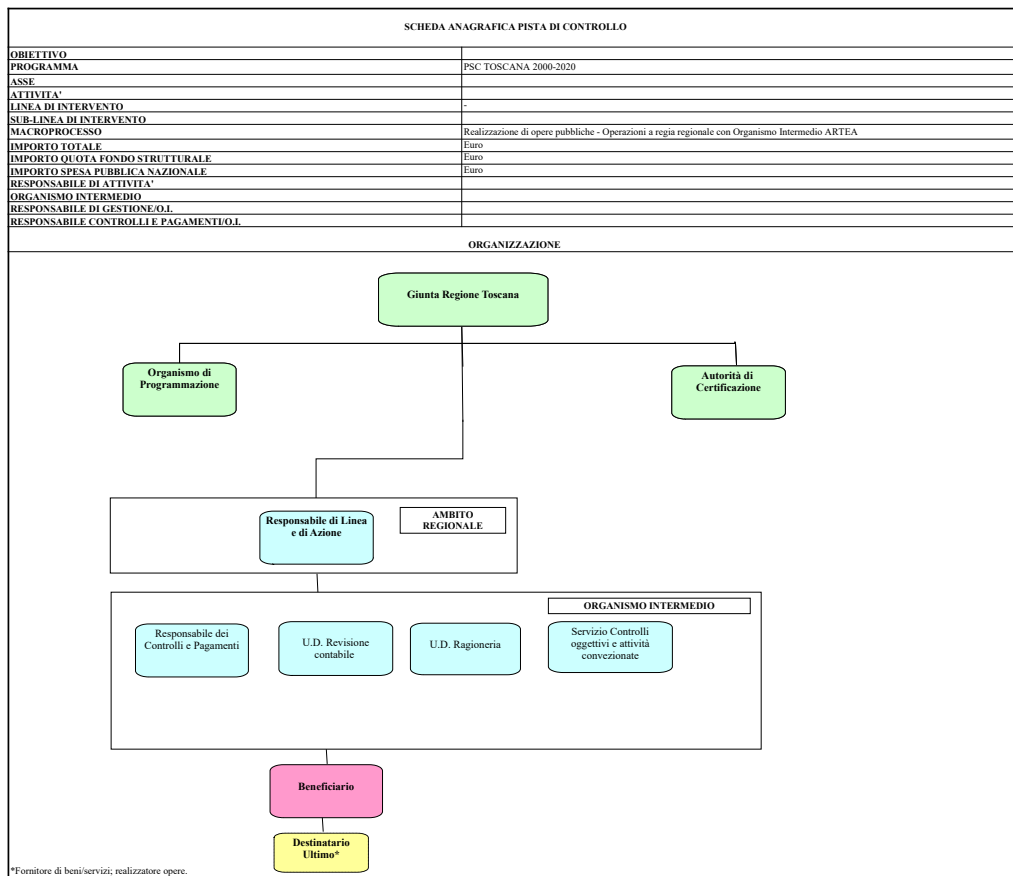 SCHEDA ANAGRAFICA PISTA DI CONTROLLO
OBIETTIVO
PROGRAMMA PSC TOSCANA 2000-2020
ASSE
ATTIVITA'
LINEA DI INTERVENTO -
SUB-LINEA DI INTERVENTO
MACROPROCESSO Realizzazione di opere pubbliche - Operazioni a regia regionale con Organismo Intermedio ARTEA
IMPORTO TOTALE Euro
IMPORTO QUOTA FONDO STRUTTURALE Euro
IMPORTO SPESA PUBBLICA NAZIONALE Euro
RESPONSABILE DI ATTIVITA'
ORGANISMO INTERMEDIO
RESPONSABILE DI GESTIONE/O.I.
RESPONSABILE CONTROLLI E PAGAMENTI/O.I.
ORGANIZZAZIONE
Giunta Regione Toscana
Organismo di
Programmazione
Autorità di
Certificazione
Responsabile di Linea
e di Azione
AMBITO
REGIONALE
ORGANISMO INTERMEDIO
Responsabile dei
Controlli e Pagamenti
U.D. Revisione
contabile
U.D. Ragioneria
Servizio Controlli
oggettivi e attività
convezionate
Beneficiario
Destinatario
Ultimo*
*Fornitore di beni/servizi; realizzatore opere.